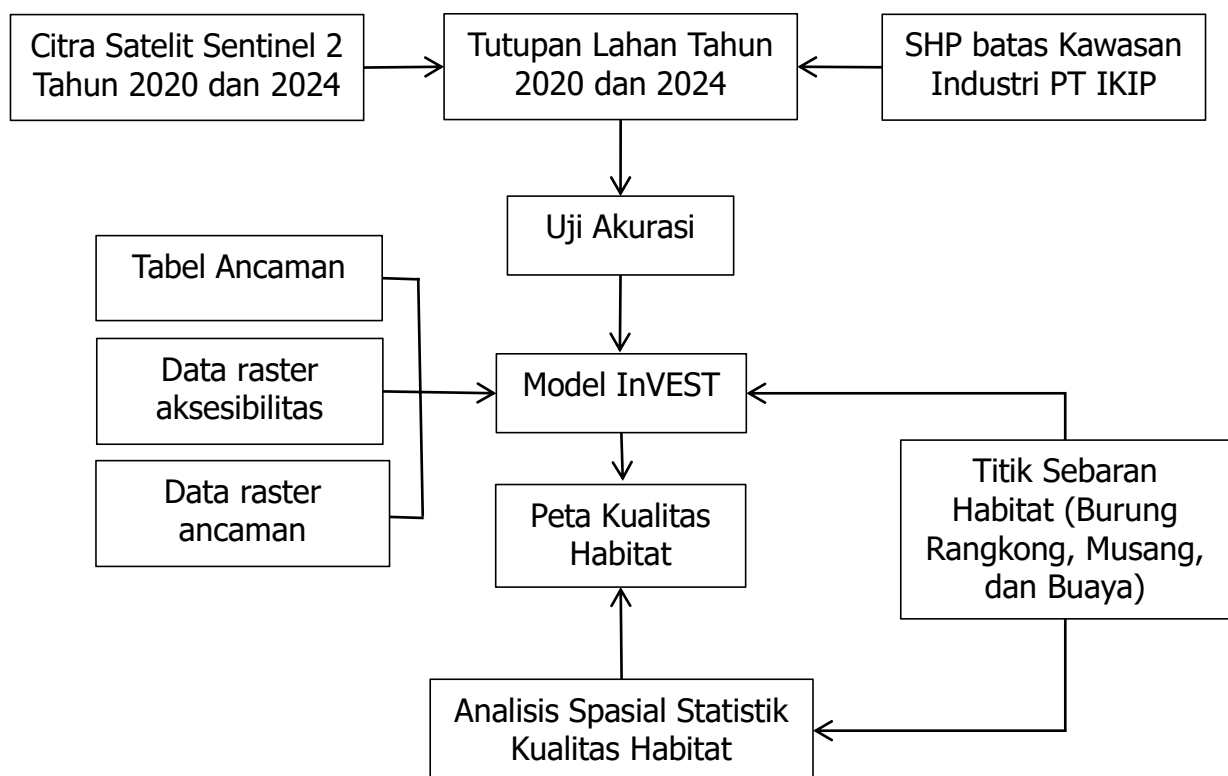 Citra Satelit Sentinel 2
Tahun 2020 dan 2024
Tutupan Lahan Tahun
2020 dan 2024
SHP batas Kawasan
Industri PT IKIP
Uji Akurasi
Tabel Ancaman
Data raster
aksesibilitas
Data raster
ancaman
Model InVEST
Peta Kualitas
Habitat
Titik Sebaran
Habitat (Burung
Rangkong, Musang,
dan Buaya)
Analisis Spasial Statistik
Kualitas Habitat